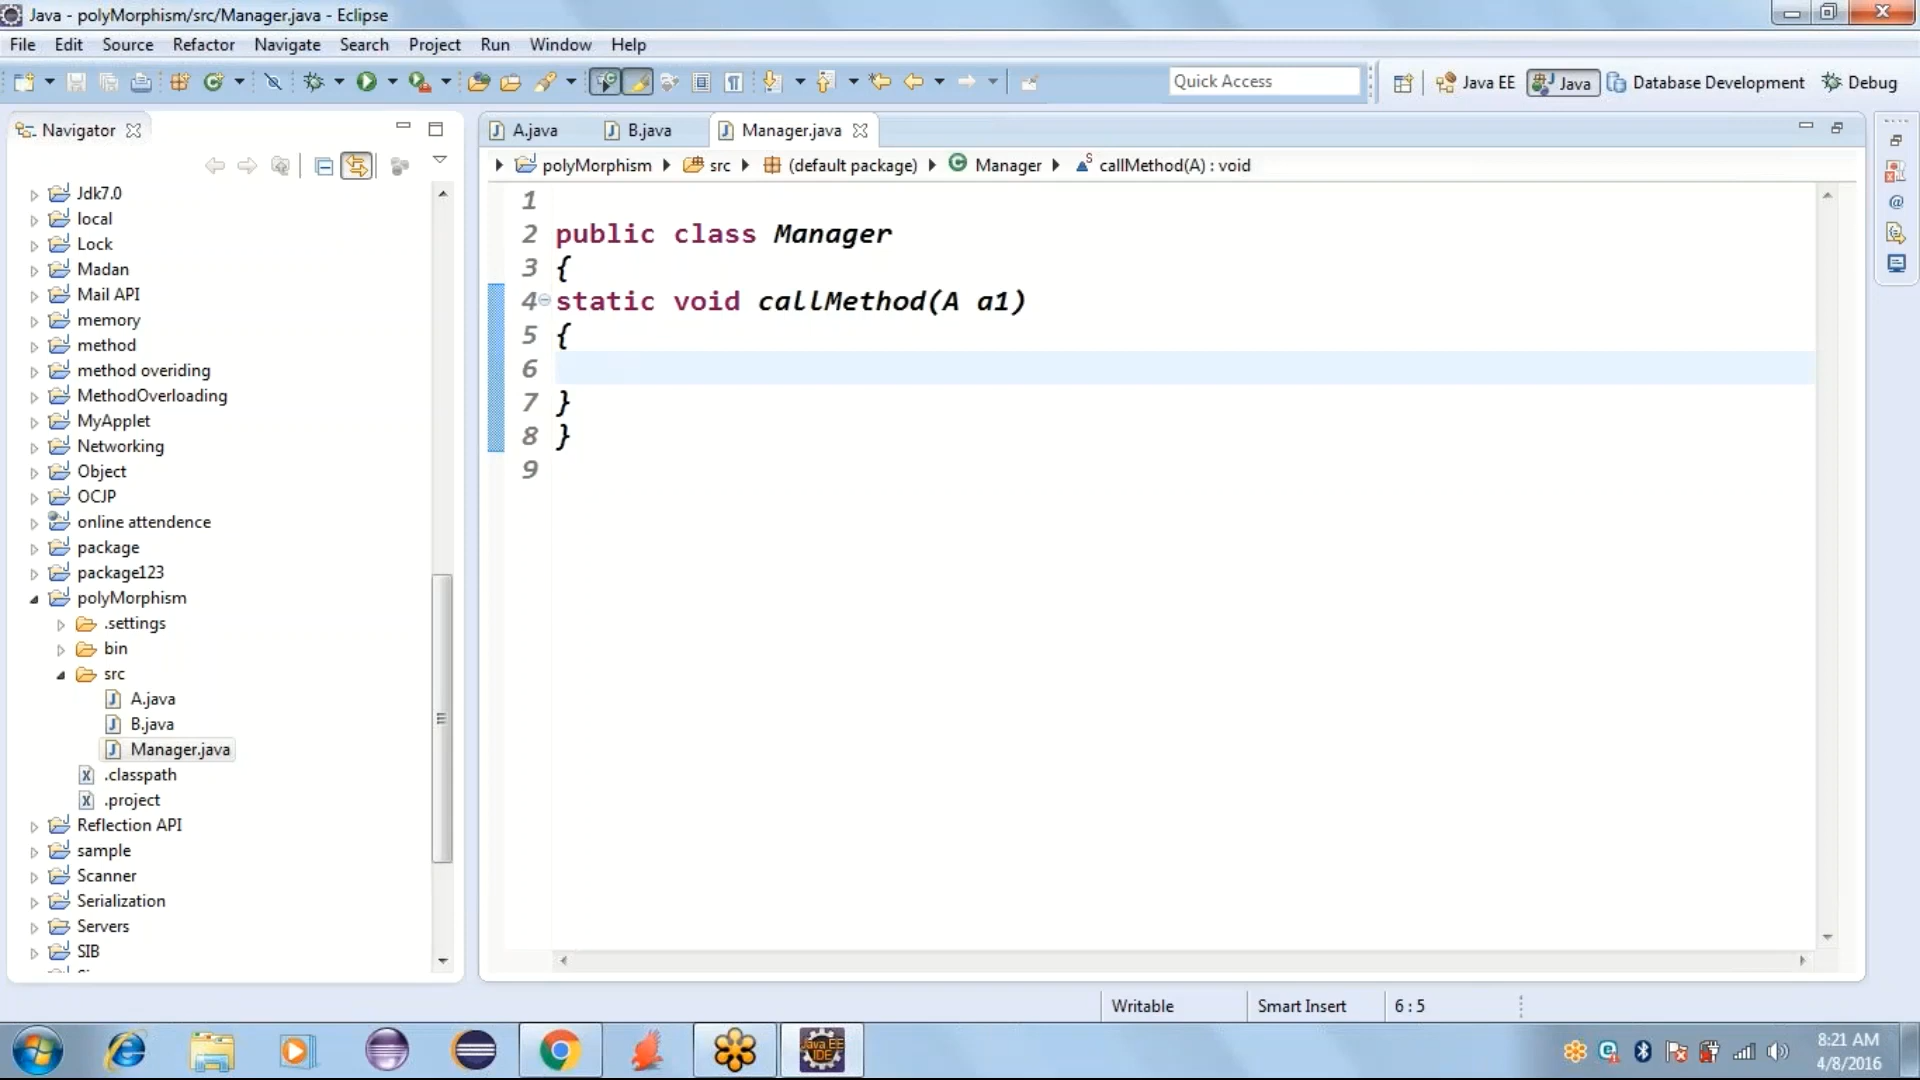 Java - polyMorphism/src/Manager.java - Eclipse
File Edit Source Refactor Navigate Search Project Run Window Help
Quick Access
Java EE
Java
Database Development
Debug
Navigator
A.java
B.java
Manager.java
polyMorphism
src
(default package)
Manager
callMethod(A) : void
Jdk7.0
local
Lock
Madan
Mail API
memory
method
method overiding
MethodOverloading
MyApplet
Networking
Object
OCJP
online attendence
package
package123
polyMorphism
.settings
bin
src
A.java
B.java
Manager.java
.classpath
.project
Reflection API
sample
Scanner
Serialization
Servers
SIB
1
2 public class Manager
3 {
4 static void callMethod(A a1)
5 {
6
7 }
8 }
9
Writable
Smart Insert
6 : 5
Java EE
IDE
8:21 AM
4/8/2016